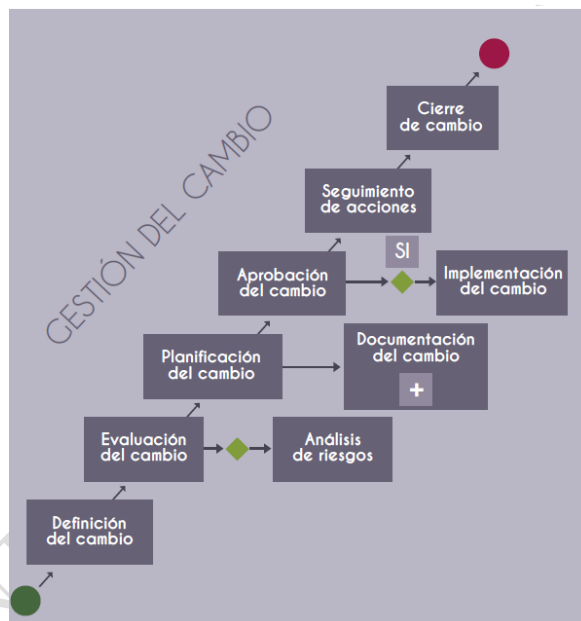 GESTIÓN DEL CAMBIO
Cierre
de cambio
Seguimiento
de acciones
SI
Aprobación
del cambio
Implementación
del cambio
Planificación
del cambio
Documentación
del cambio
+
Evaluación
del cambio
Análisis
de riesgos
Definición
del cambio